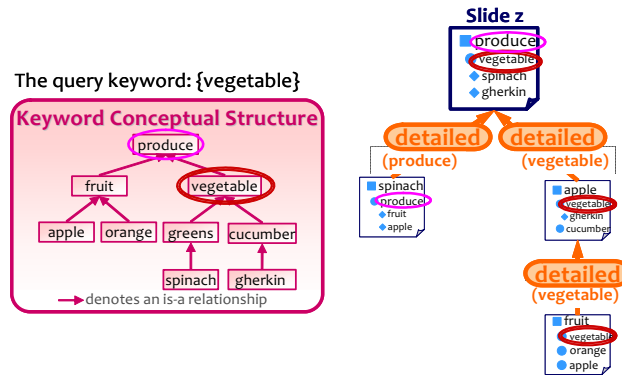 The query keyword: {vegetable}
Keyword Conceptual Structure
produce
fruit
vegetable
apple
orange
greens
cucumber
spinach
gherkin
denotes an is-a relationship
Slide z
produce
vegetable
spinach
gherkin
detailed
(produce)
detailed
(vegetable)
spinach
produce
fruit
apple
apple
vegetable
gherkin
cucumber
detailed
(vegetable)
fruit
vegetable
orange
apple